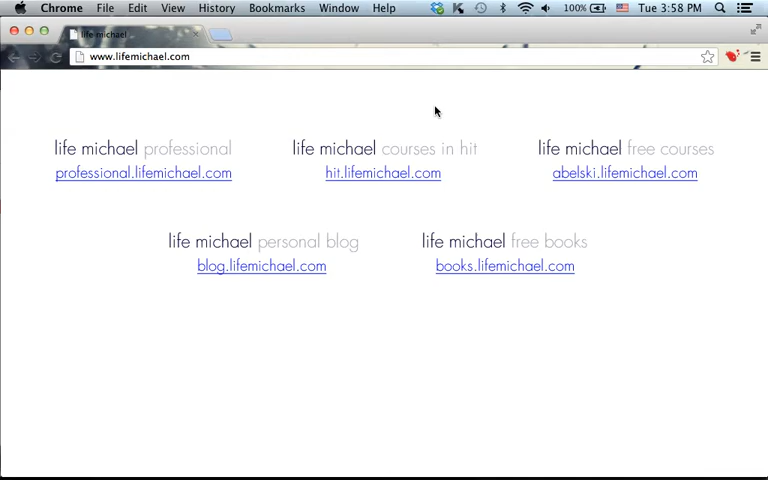 Chrome File Edit View History Bookmarks Window Help 100% Tue 3:58 PM
life michael
www.lifemichael.com
life michael professional life michael courses in hit life michael free courses
professional.lifemichael.com hit.lifemichael.com abelski.lifemichael.com
life michael personal blog life michael free books
blog.lifemichael.com books.lifemichael.com